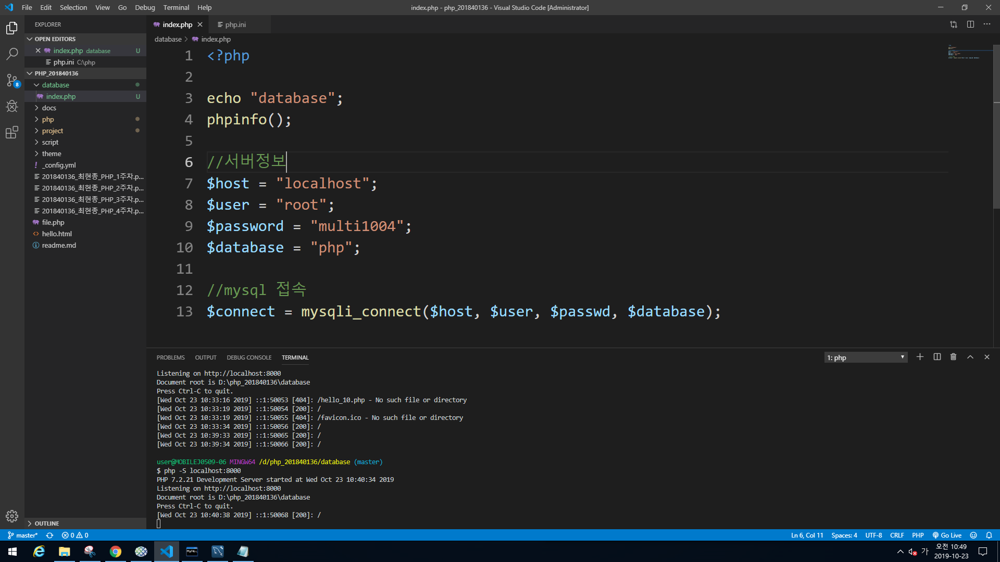 File Edit Selection View Go Debug Terminal Help
index.php - php_201840136 - Visual Studio Code [Administrator]
EXPLORER
OPEN EDITORS
index.php database U
php.ini C:\php
PHP_201840136
database
index.php U
docs
php
project
script
theme
! _config.yml
201840136_최현종_PHP_1주차.p...
201840136_최현종_PHP_2주차.p...
201840136_최현종_PHP_3주차.p...
201840136_최현종_PHP_4주차.p...
file.php
hello.html
readme.md
OUTLINE
8
index.php
php.ini
database > index.php
1 <?php
2
3 echo "database";
4 phpinfo();
5
6 //서버정보
7 $host = "localhost";
8 $user = "root";
9 $password = "multi1004";
10 $database = "php";
11
12 //mysql 접속
13 $connect = mysqli_connect($host, $user, $passwd, $database);
PROBLEMS OUTPUT DEBUG CONSOLE TERMINAL
1: php
Listening on http://localhost:8000
Document root is D:\php_201840136\database
Press Ctrl-C to quit.
[Wed Oct 23 10:33:16 2019] ::1:50053 [404]: /hello_10.php - No such file or directory
[Wed Oct 23 10:33:19 2019] ::1:50054 [200]: /
[Wed Oct 23 10:33:19 2019] ::1:50055 [404]: /favicon.ico - No such file or directory
[Wed Oct 23 10:33:34 2019] ::1:50056 [200]: /
[Wed Oct 23 10:39:33 2019] ::1:50065 [200]: /
[Wed Oct 23 10:39:34 2019] ::1:50066 [200]: /
user@MOBILEJ0509-06 MINGW64 /d/php_201840136/database (master)
$ php -S localhost:8000
PHP 7.2.21 Development Server started at Wed Oct 23 10:40:34 2019
Listening on http://localhost:8000
Document root is D:\php_201840136\database
Press Ctrl-C to quit.
[Wed Oct 23 10:40:38 2019] ::1:50068 [200]: /
master* 0 0
Ln 6, Col 11 Spaces: 4 UTF-8 CRLF PHP Go Live
가
오전 10:49
2019-10-23